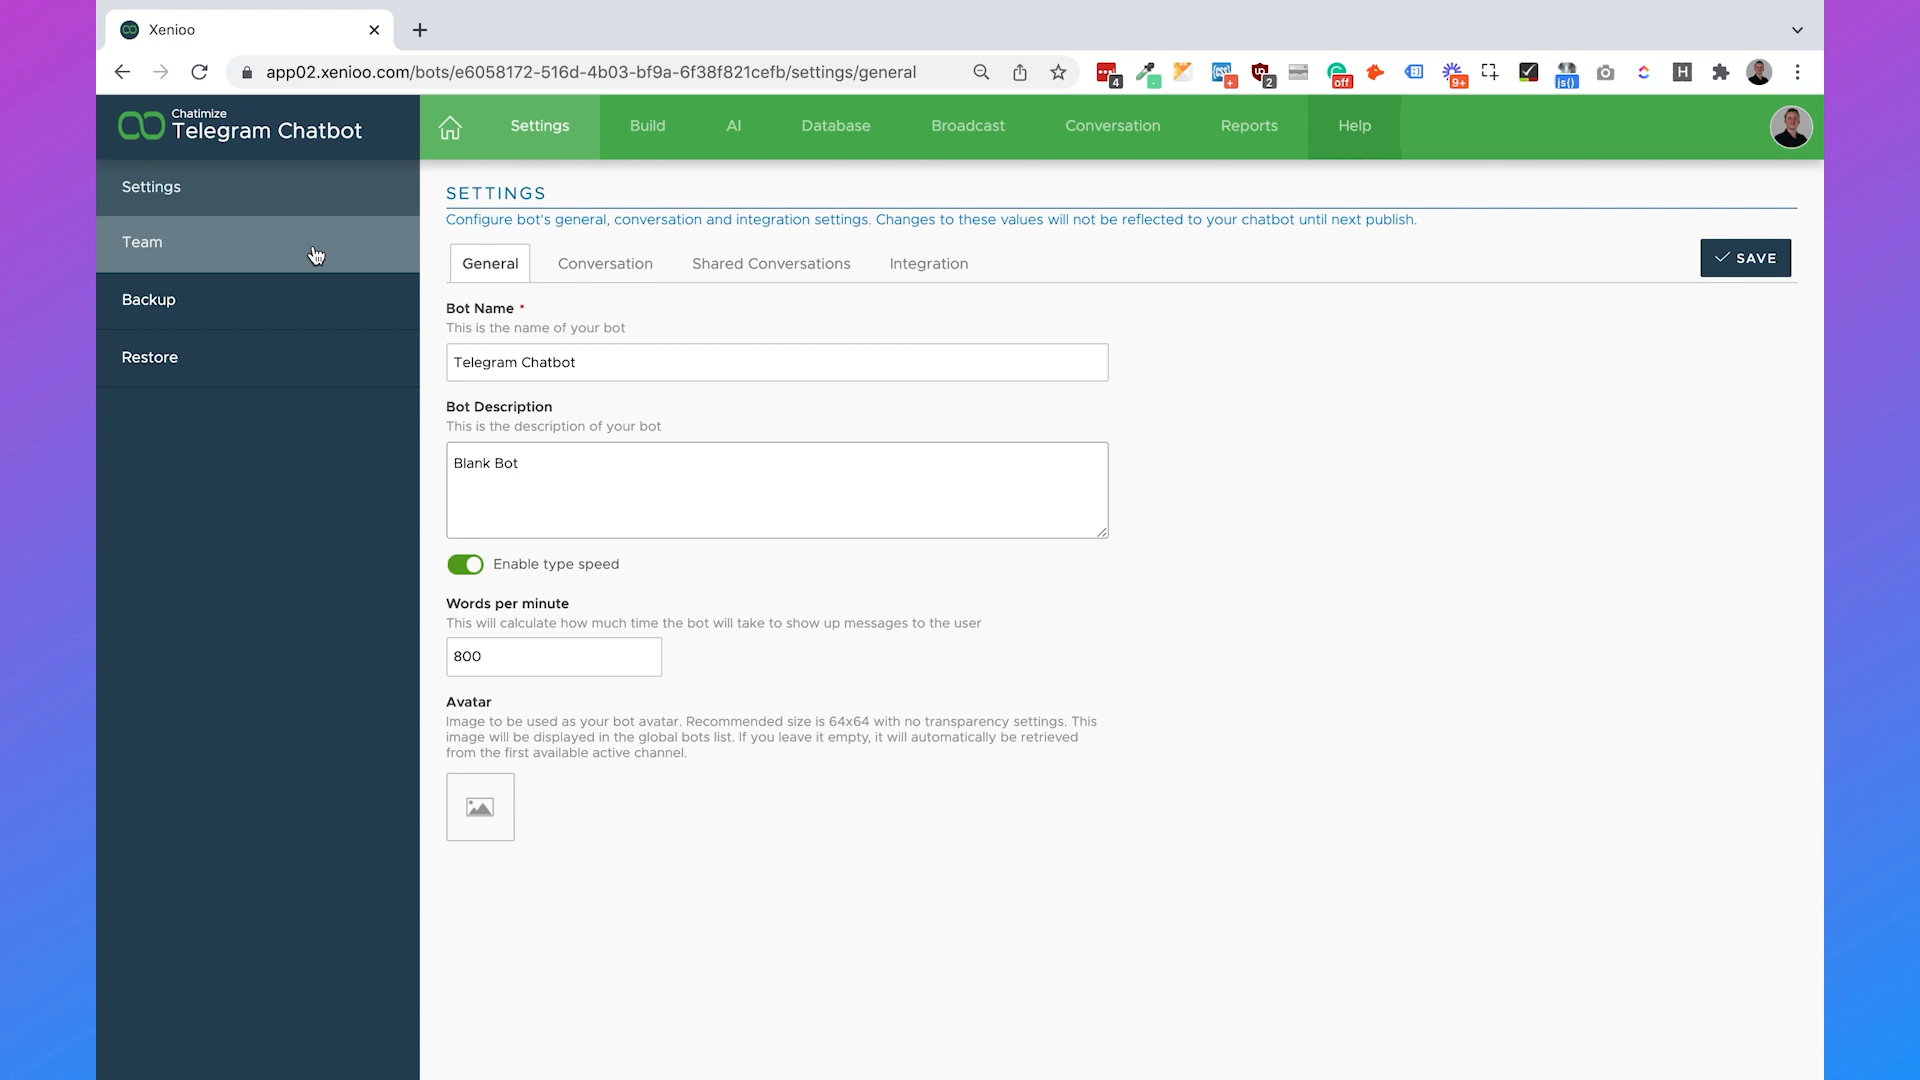 Xenioo
app02.xenioo.com/bots/e6058172-516d-4b03-bf9a-6f38f821cefb/settings/general
4
2
off
9+
js()
H
Chatimize
Telegram Chatbot
Settings
Build
AI
Database
Broadcast
Conversation
Reports
Help
Settings
Team
Backup
Restore
SETTINGS
Configure bot's general, conversation and integration settings. Changes to these values will not be reflected to your chatbot until next publish.
General
Conversation
Shared Conversations
Integration
SAVE
Bot Name *
This is the name of your bot
Telegram Chatbot
Bot Description
This is the description of your bot
Blank Bot
Enable type speed
Words per minute
This will calculate how much time the bot will take to show up messages to the user
800
Avatar
Image to be used as your bot avatar. Recommended size is 64x64 with no transparency settings. This
image will be displayed in the global bots list. If you leave it empty, it will automatically be retrieved
from the first available active channel.